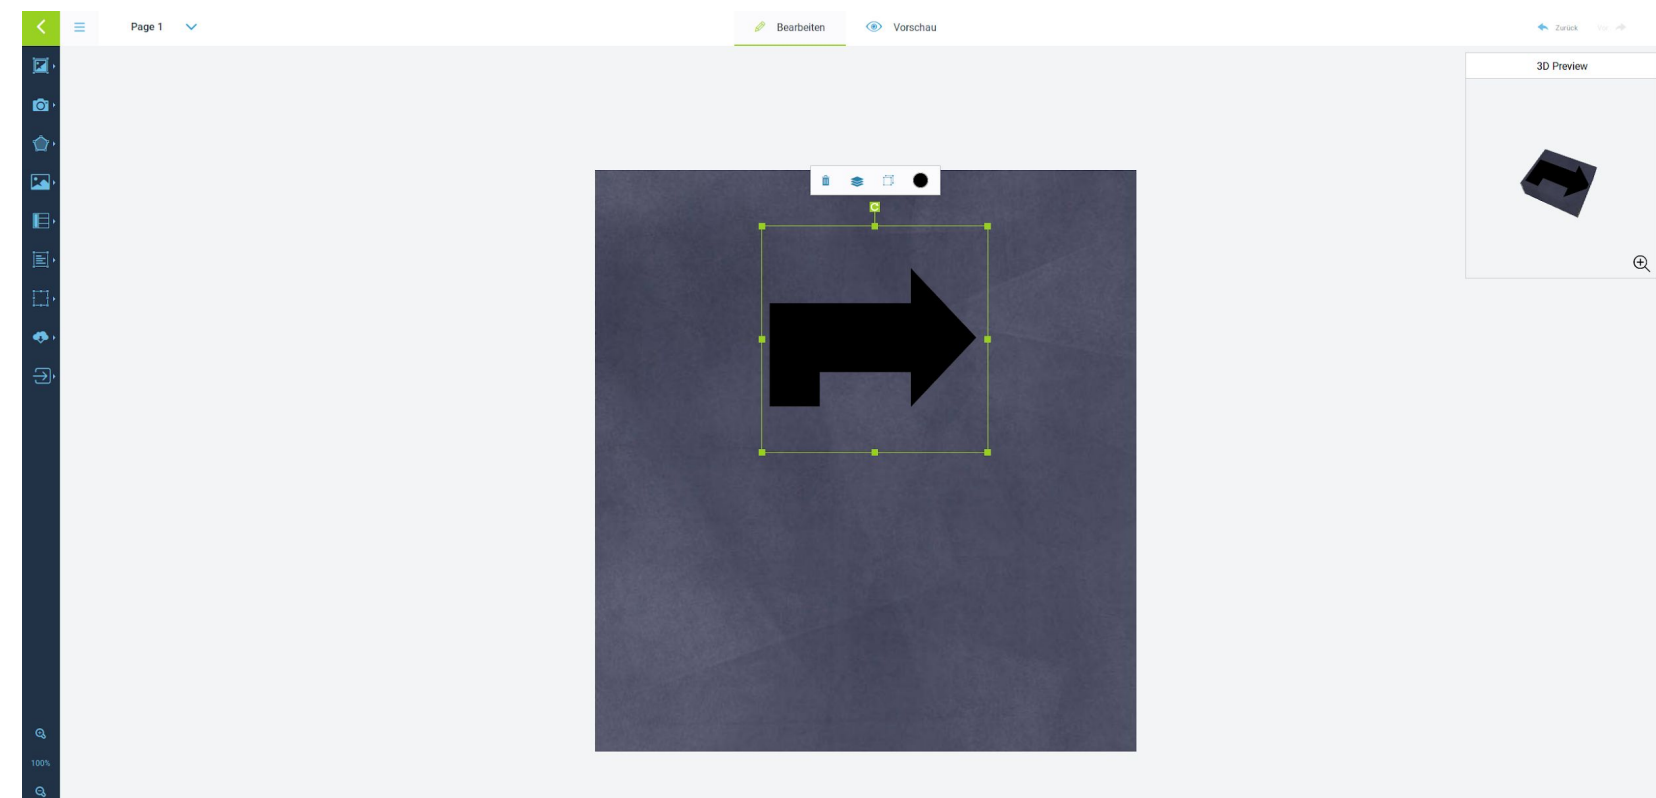 Page 1
Bearbeiten
Vorschau
Zurück
3D Preview
100%